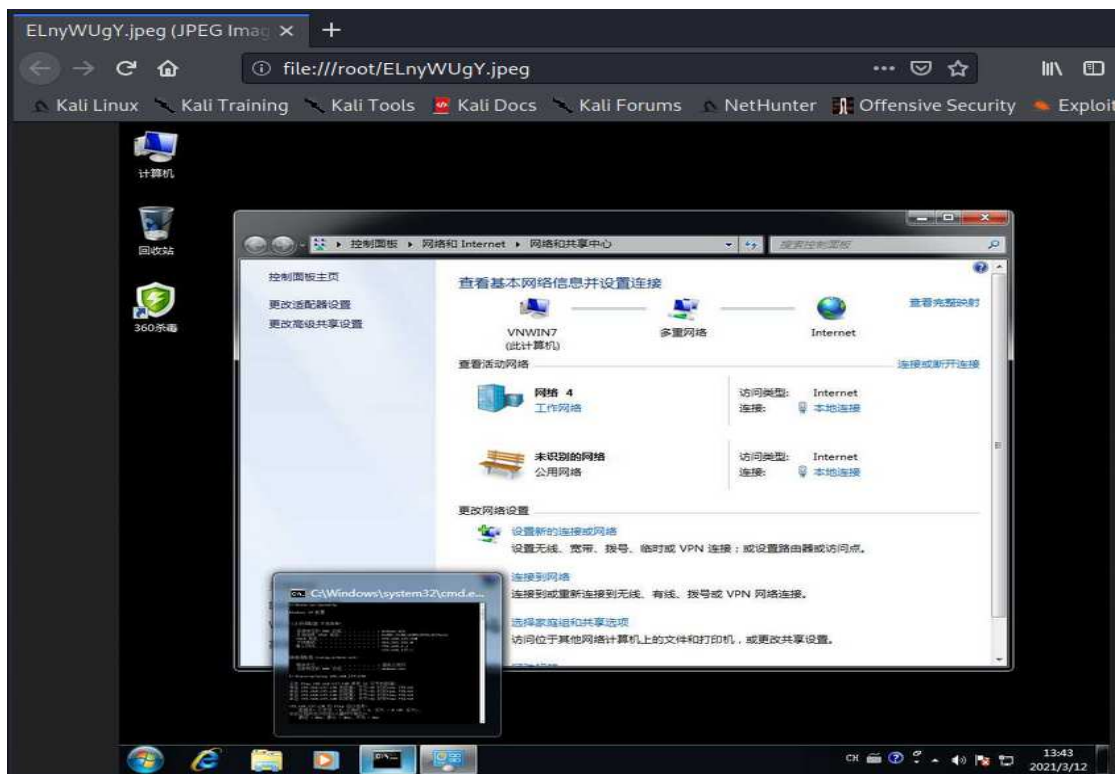 ELnyWUgY.jpeg (JPEG Imag
file:///root/ELnyWUgY.jpeg
Kali Linux Kali Training Kali Tools Kali Docs Kali Forums NetHunter Offensive Security Exploit
计算机
回收站
360杀毒
控制面板 网络和 Internet 网络和共享中心
搜索控制面板
控制面板主页
更改适配器设置
更改高级共享设置
查看基本网络信息并设置连接
查看完整映射
VNWIN7
(此计算机)
多重网络
Internet
查看活动网络
连接或断开连接
网络 4
工作网络
访问类型: Internet
连接: 本地连接
未识别的网络
公用网络
访问类型: Internet
连接: 本地连接
更改网络设置
设置新的连接或网络
设置无线、宽带、拨号、临时或 VPN 连接；或设置路由器或访问点。
连接到网络
连接到或重新连接到无线、有线、拨号或 VPN 网络连接。
选择家庭组和共享选项
访问位于其他网络计算机上的文件和打印机，或更改共享设置。
C:\Windows\system32\cmd.e...
CH
13:43
2021/3/12